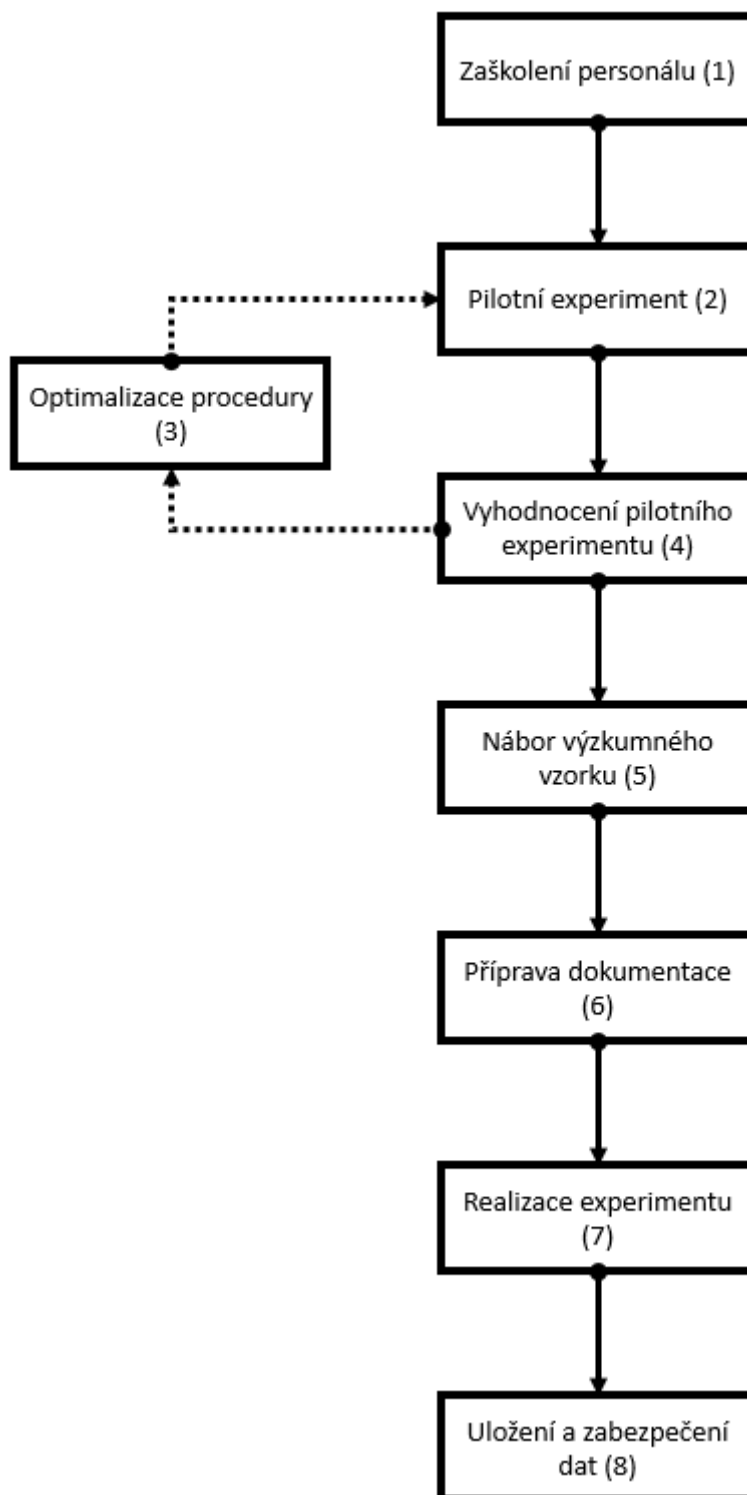 Zaškolení personálu (1)
Pilotní experiment (2)
Optimalizace procedury
(3)
Vyhodnocení pilotního
experimentu (4)
Nábor výzkumného
vzorku (5)
Příprava dokumentace
(6)
Realizace experimentu
(7)
Uložení a zabezpečení
dat (8)